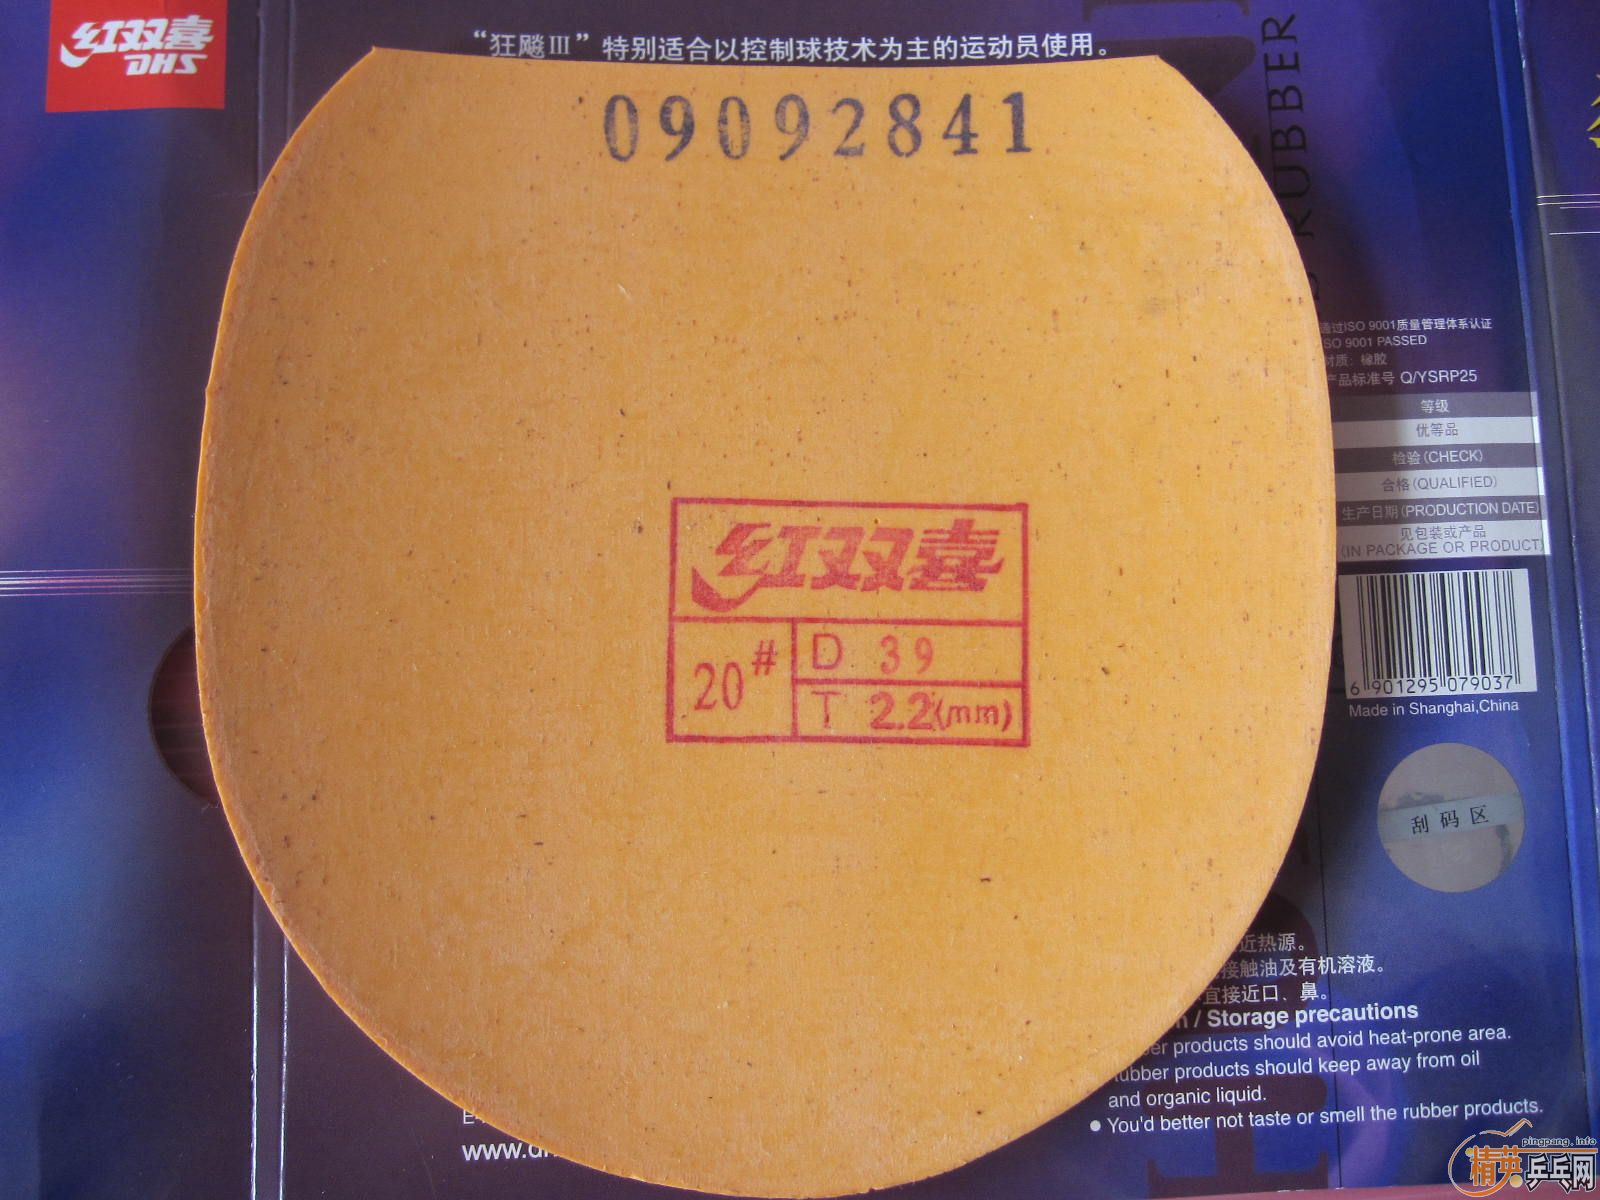 红双喜
DHS
“狂飚III”特别适合以控制球技术为主的运动员使用。
09092841
RUBBER
通过ISO 9001质量管理体系认证
ISO 9001 PASSED
材质：橡胶
产品标准号 Q/YSRP25
等级
优等品
检验(CHECK)
合格(QUALIFIED)
生产日期(PRODUCTION DATE)
见包装或产品
(IN PACKAGE OR PRODUCT)
红双喜
20# D 39
T 2.2(mm)
6 901295 079037
Made in Shanghai,China
刮码区
近热源。
接触油及有机溶液。
宜接近口、鼻。
/ Storage precautions
products should avoid heat-prone area.
rubber products should keep away from oil
and organic liquid.
● You'd better not taste or smell the rubber products.
www.
pingpang.info
精英乒乓网